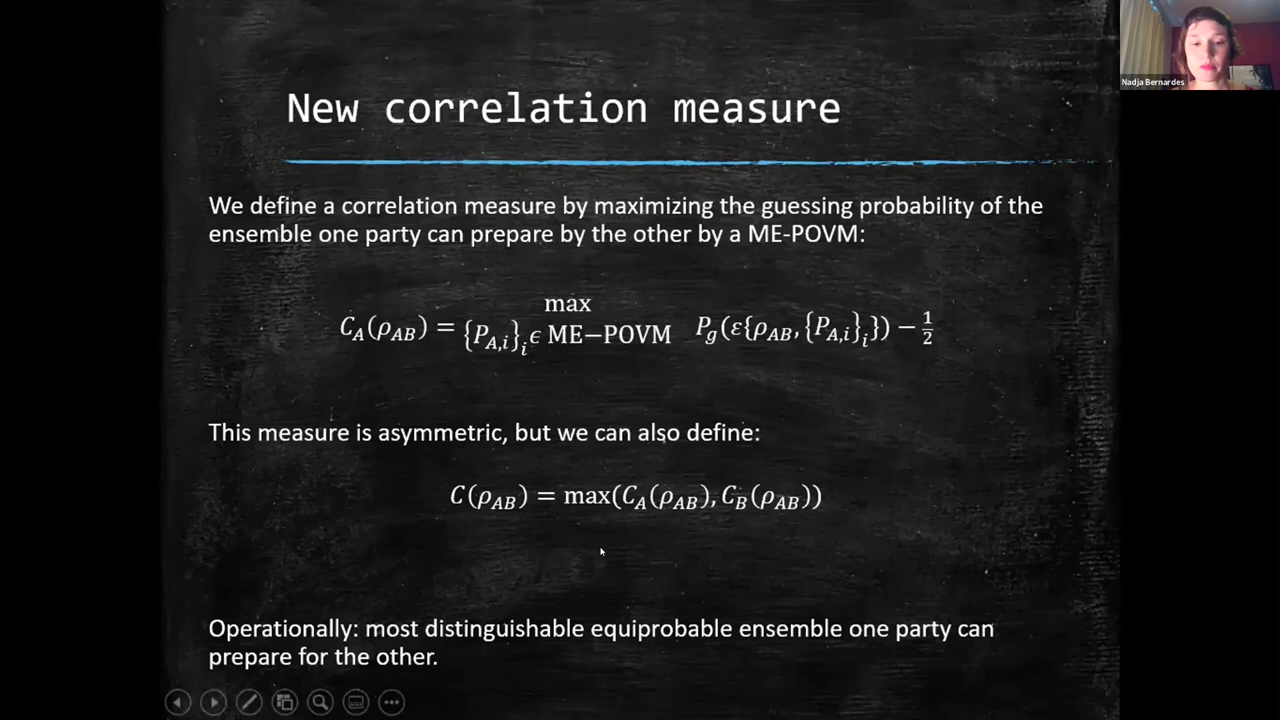 Nadja Bernardes
New correlation measure
We define a correlation measure by maximizing the guessing probability of the
ensemble one party can prepare by the other by a ME-POVM:
C_A(ρ_AB) = max_{{P_A,i}_i ϵ ME−POVM} P_g(ε{ρ_AB, {P_A,i}_i}) − 1/2
This measure is asymmetric, but we can also define:
C(ρ_AB) = max(C_A(ρ_AB), C_B(ρ_AB))
Operationally: most distinguishable equiprobable ensemble one party can
prepare for the other.